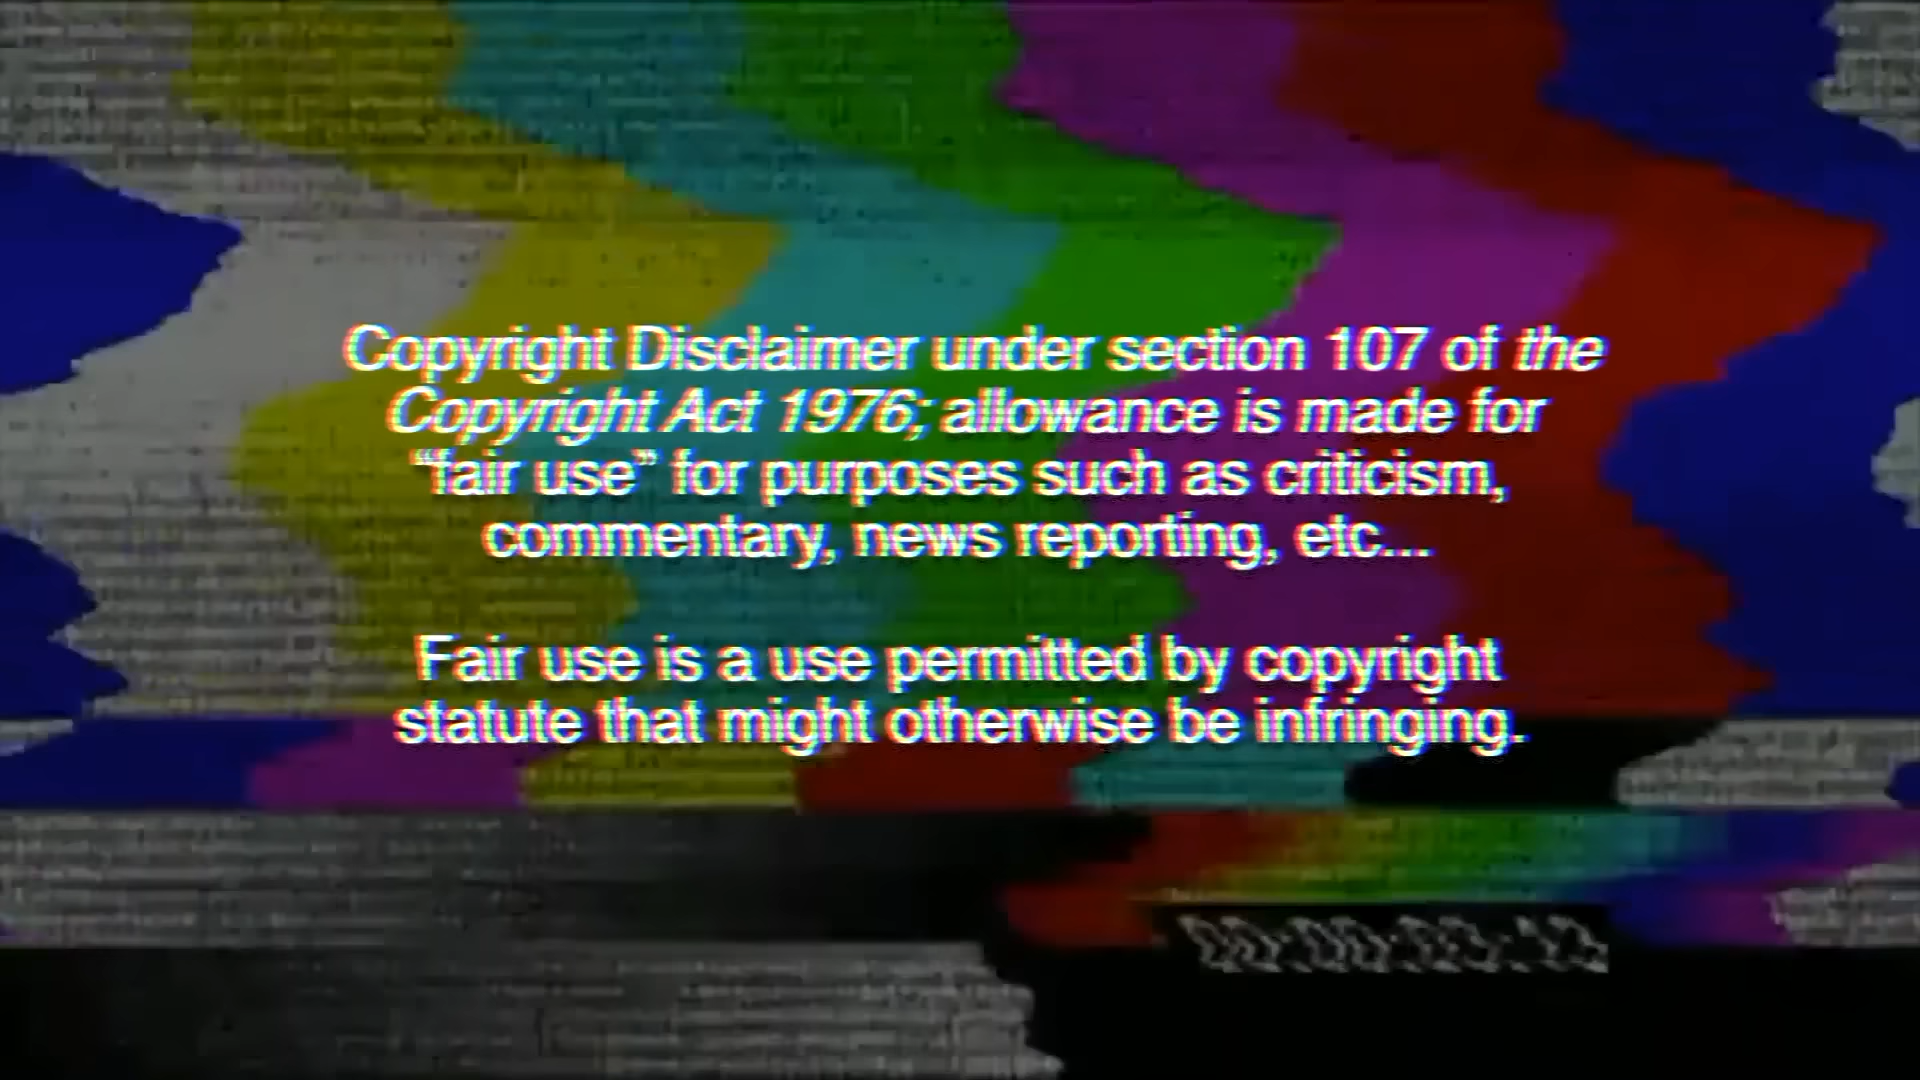 Copyright Disclaimer under section 107 of the
Copyright Act 1976; allowance is made for
“fair use” for purposes such as criticism,
commentary, news reporting, etc...
Fair use is a use permitted by copyright
statute that might otherwise be infringing.